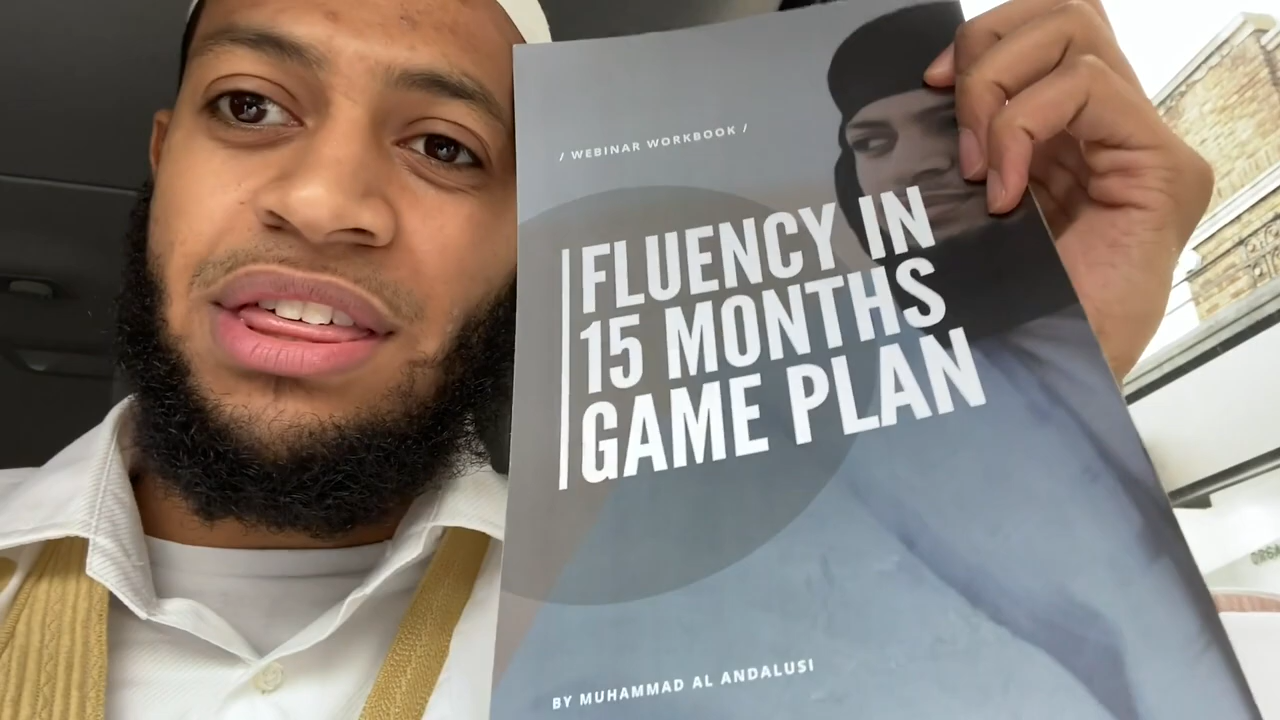 / WEBINAR WORKBOOK /
FLUENCY IN
15 MONTHS
GAME PLAN
BY MUHAMMAD AL ANDALUSI